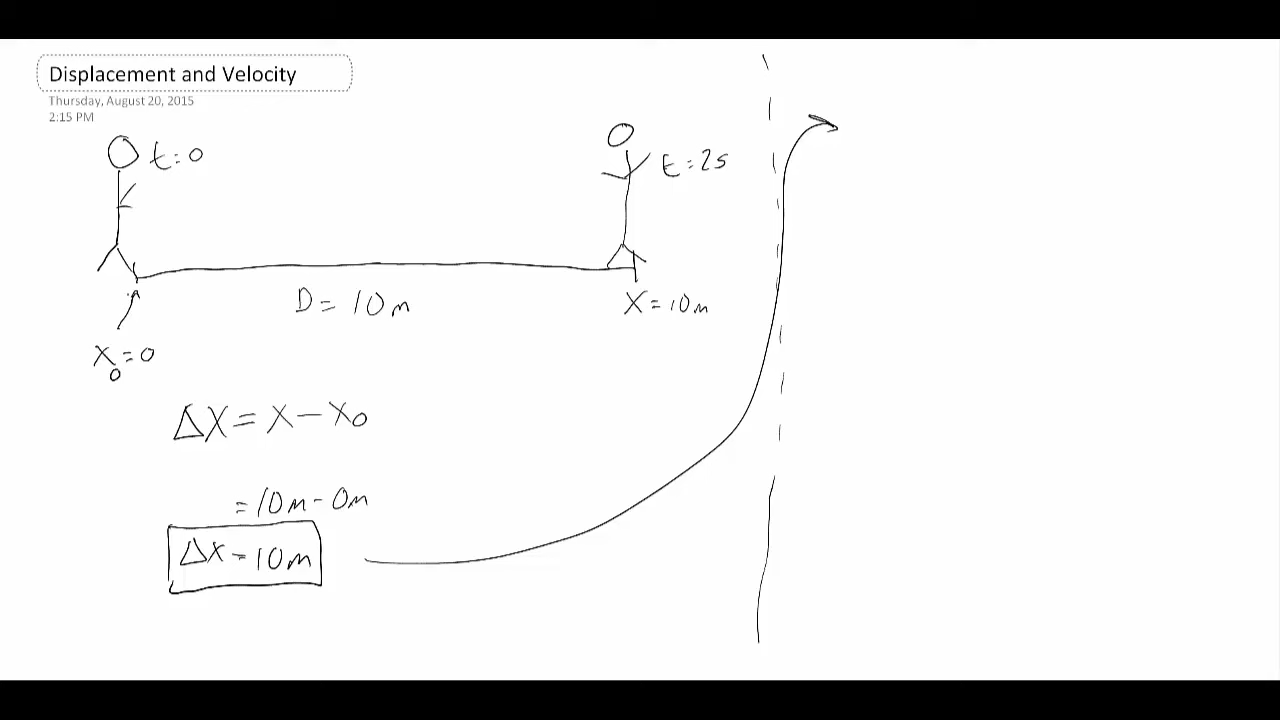 Displacement and Velocity
Thursday, August 20, 2015
2:15 PM
t=0
t=2s
D=10m
X=10m
X₀=0
ΔX=X-X₀
=10m-0m
ΔX=10m